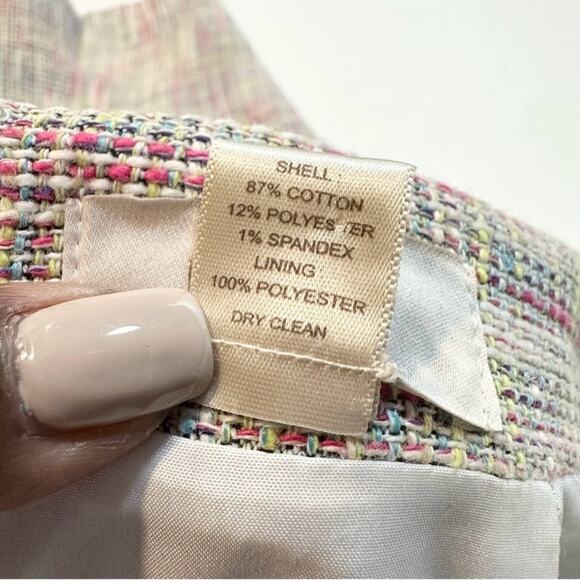 SHELL :
87% COTTON
12% POLYESTER
1% SPANDEX
LINING
100% POLYESTER
DRY CLEAN